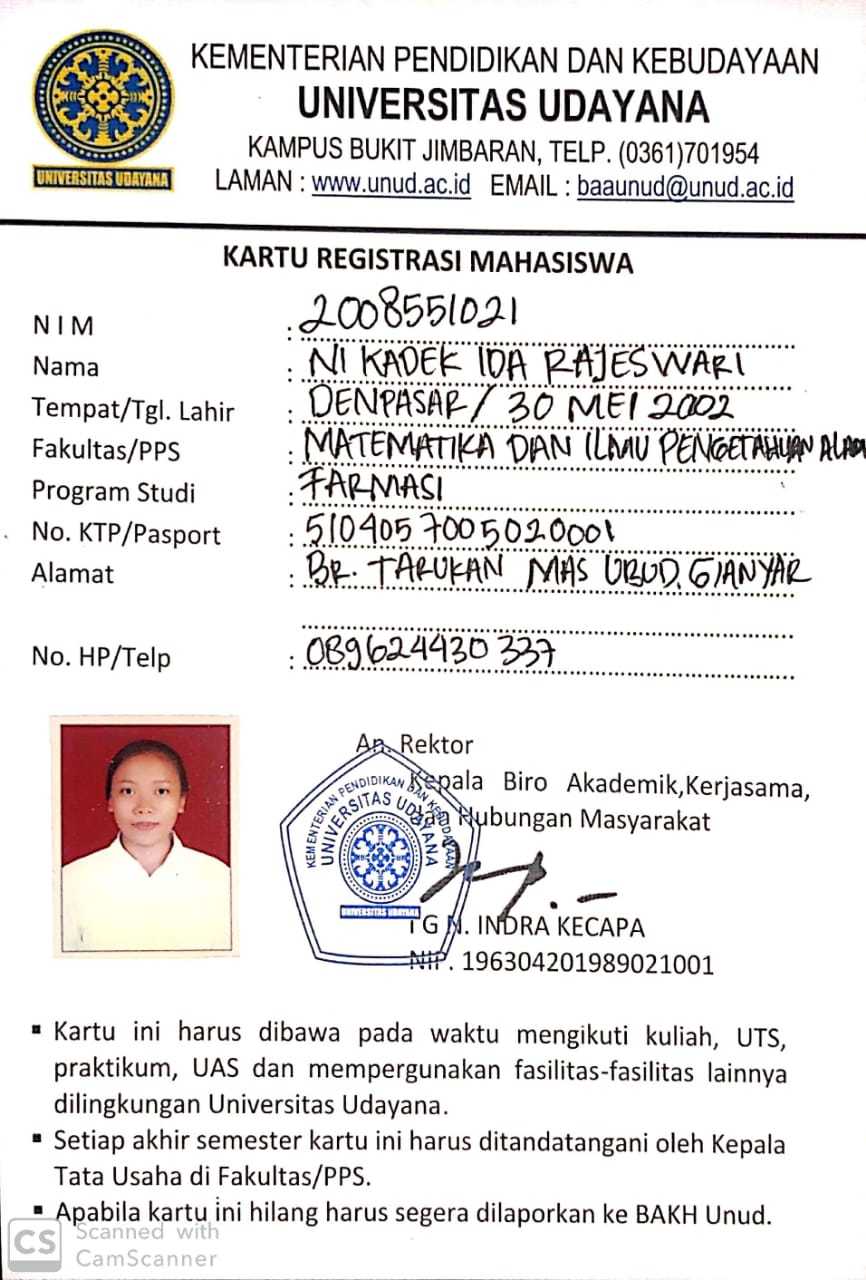 KEMENTERIAN PENDIDIKAN DAN KEBUDAYAAN
UNIVERSITAS UDAYANA
KAMPUS BUKIT JIMBARAN, TELP. (0361)701954
LAMAN : www.unud.ac.id EMAIL : baaunud@unud.ac.id
UNIVERSITAS UDAYANA
KARTU REGISTRASI MAHASISWA
N I M : 2008551021
Nama : NI KADEK IDA RAJESWARI
Tempat/Tgl. Lahir : DENPASAR / 30 MEI 2002
Fakultas/PPS : MATEMATIKA DAN ILMU PENGETAHUAN ALAM
Program Studi : FARMASI
No. KTP/Pasport : 5104057005020001
Alamat : BR. TARUKAN MAS UBUD, GIANYAR
No. HP/Telp : 089624430337
An. Rektor
Kepala Biro Akademik,Kerjasama,
dan Hubungan Masyarakat
KEMENTERIAN PENDIDIKAN DAN KEBUDAYAAN
UNIVERSITAS UDAYANA
UNIVERSITAS UDAYANA
I G N. INDRA KECAPA
NIP. 196304201989021001
▪ Kartu ini harus dibawa pada waktu mengikuti kuliah, UTS,
praktikum, UAS dan mempergunakan fasilitas-fasilitas lainnya
dilingkungan Universitas Udayana.
▪ Setiap akhir semester kartu ini harus ditandatangani oleh Kepala
Tata Usaha di Fakultas/PPS.
▪ Apabila kartu ini hilang harus segera dilaporkan ke BAKH Unud.
CS Scanned with
CamScanner